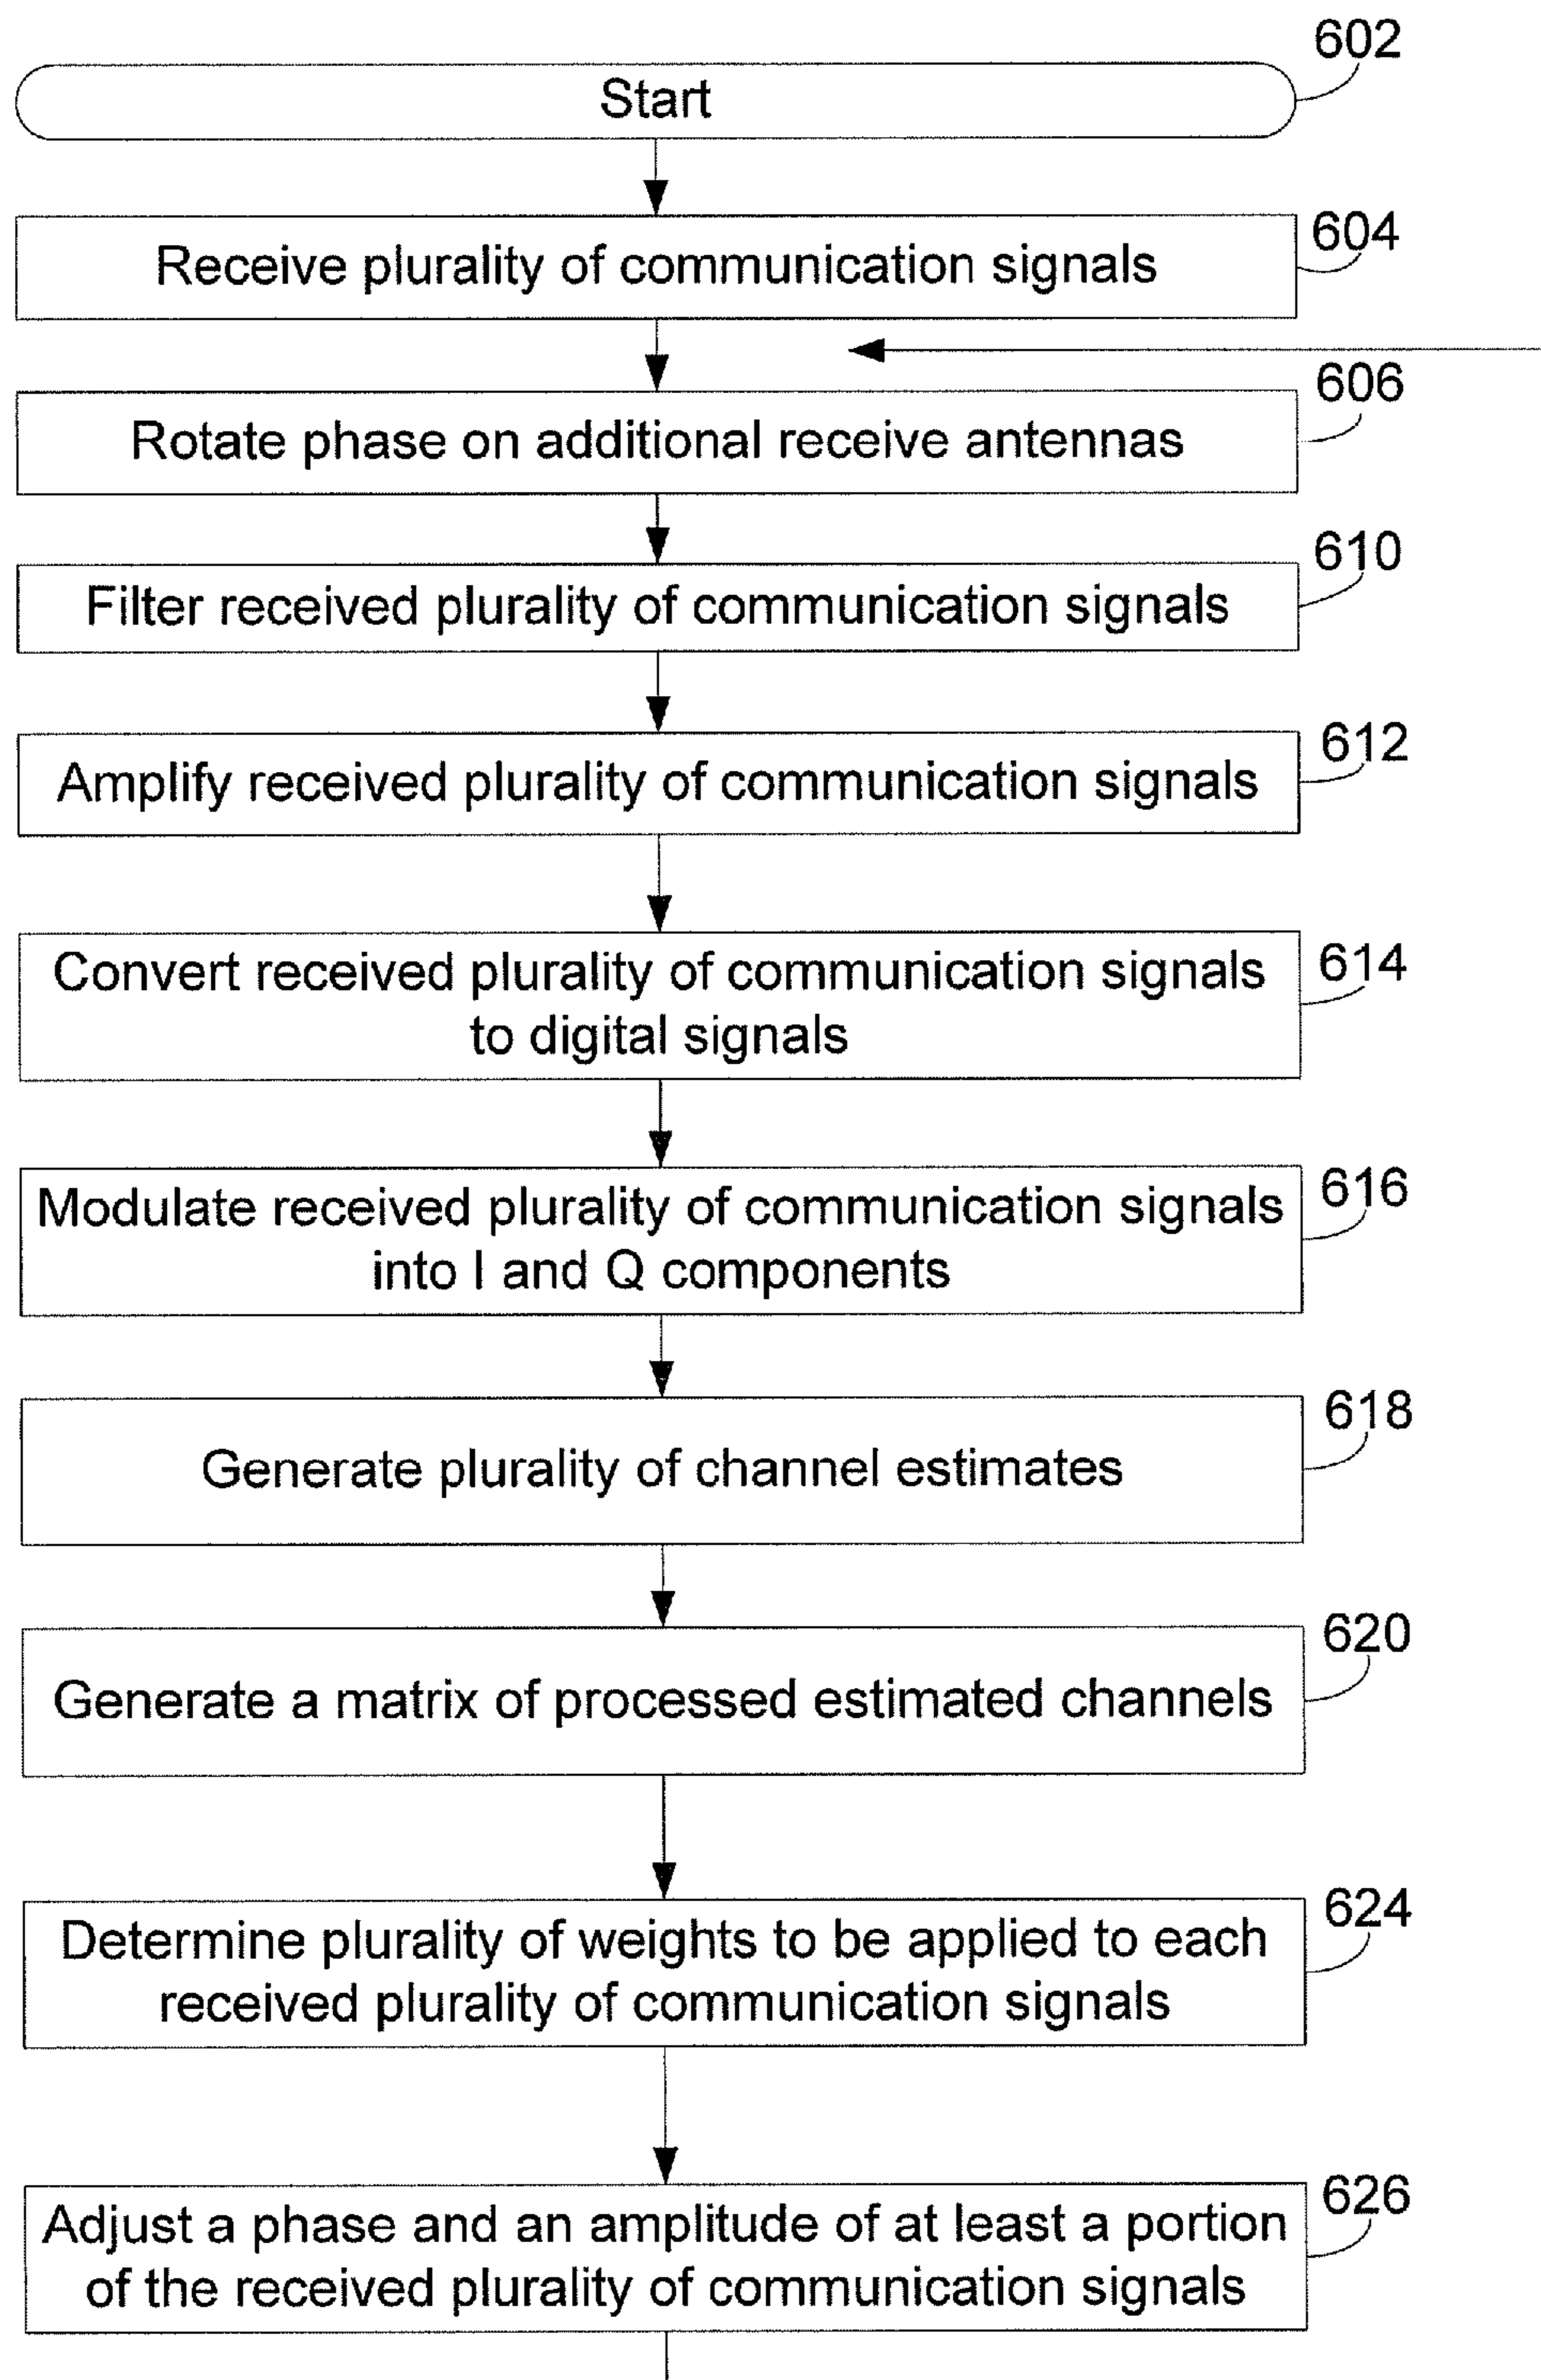 602
Start
604
Receive plurality of communication signals
606
Rotate phase on additional receive antennas
610
Filter received plurality of communication signals
612
Amplify received plurality of communication signals
614
Convert received plurality of communication signals
to digital signals
616
Modulate received plurality of communication signals
into I and Q components
618
Generate plurality of channel estimates
620
Generate a matrix of processed estimated channels
624
Determine plurality of weights to be applied to each
received plurality of communication signals
626
Adjust a phase and an amplitude of at least a portion
of the received plurality of communication signals